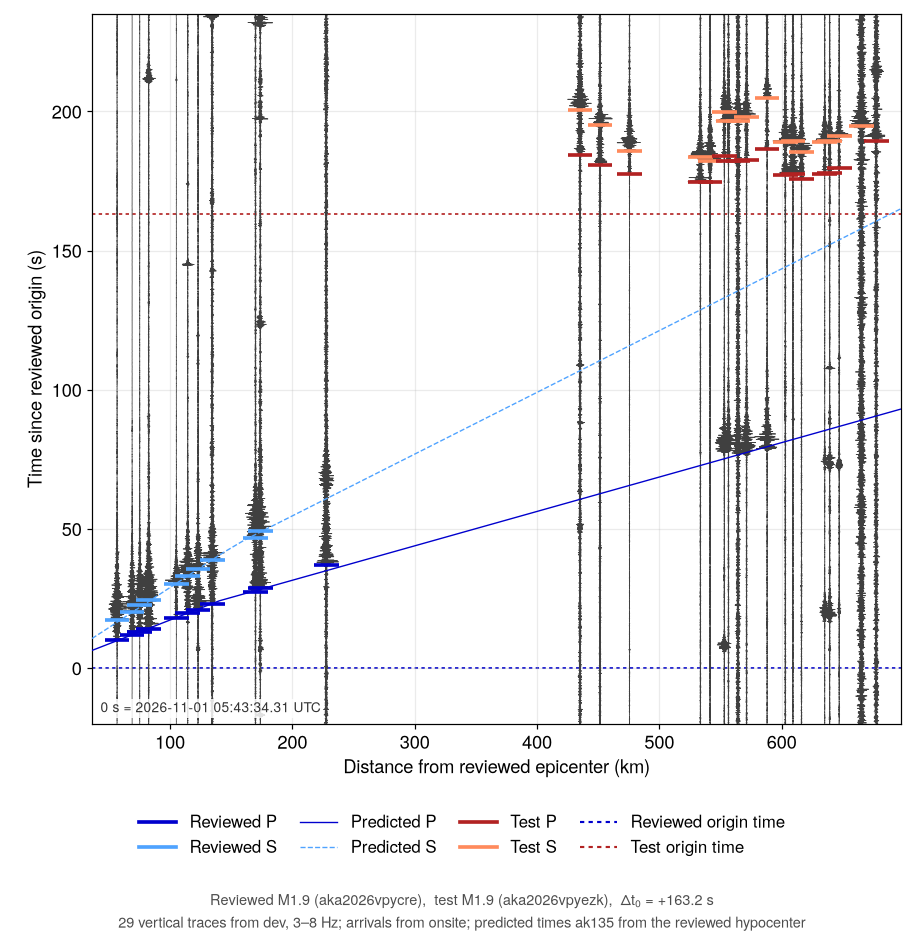 200
150
100
50
0
Time since reviewed origin (s)
0 s = 2026-11-01 05:43:34.31 UTC
100 200 300 400 500 600
Distance from reviewed epicenter (km)
Reviewed P Predicted P Test P Reviewed origin time
Reviewed S Predicted S Test S Test origin time
Reviewed M1.9 (aka2026vpycre), test M1.9 (aka2026vpyezk), Δt₀ = +163.2 s
29 vertical traces from dev, 3–8 Hz; arrivals from onsite; predicted times ak135 from the reviewed hypocenter